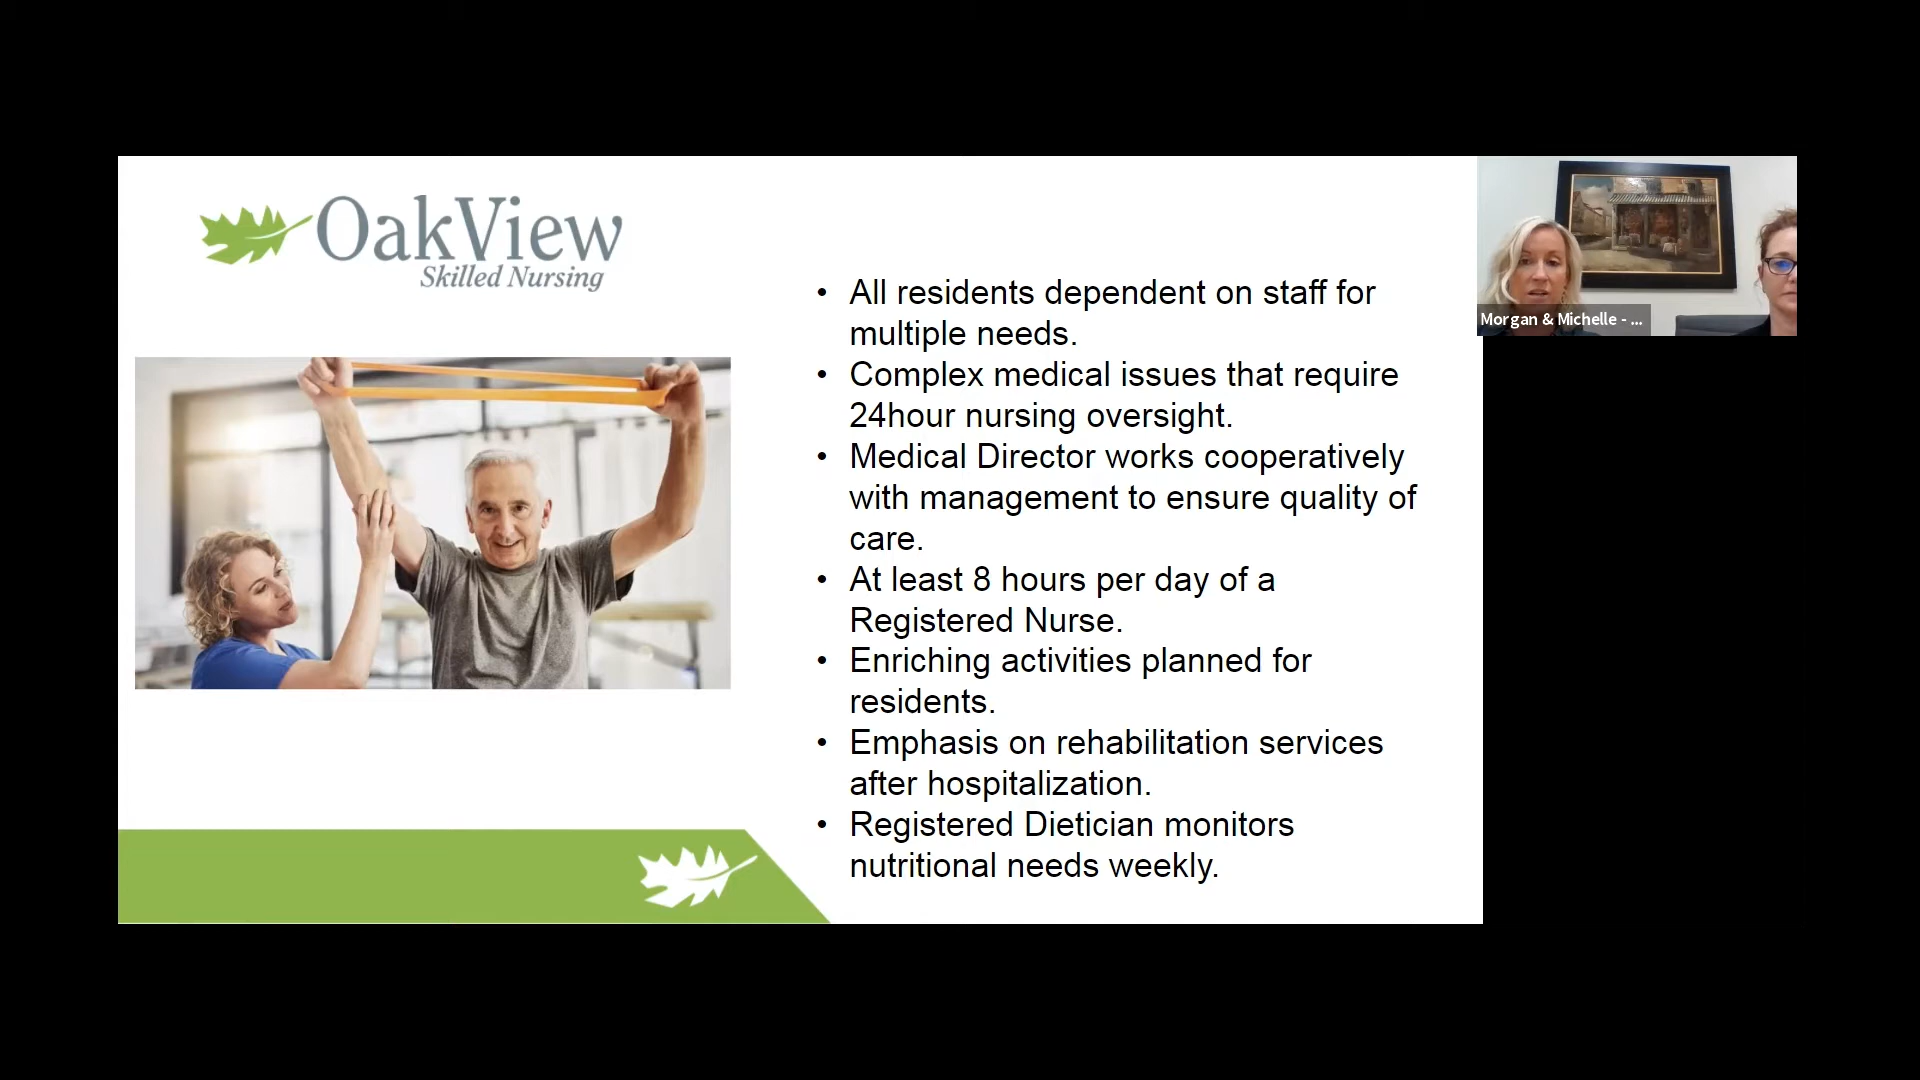 OakView
Skilled Nursing
• All residents dependent on staff for
multiple needs.
• Complex medical issues that require
24hour nursing oversight.
• Medical Director works cooperatively
with management to ensure quality of
care.
• At least 8 hours per day of a
Registered Nurse.
• Enriching activities planned for
residents.
• Emphasis on rehabilitation services
after hospitalization.
• Registered Dietician monitors
nutritional needs weekly.
Morgan & Michelle - ...